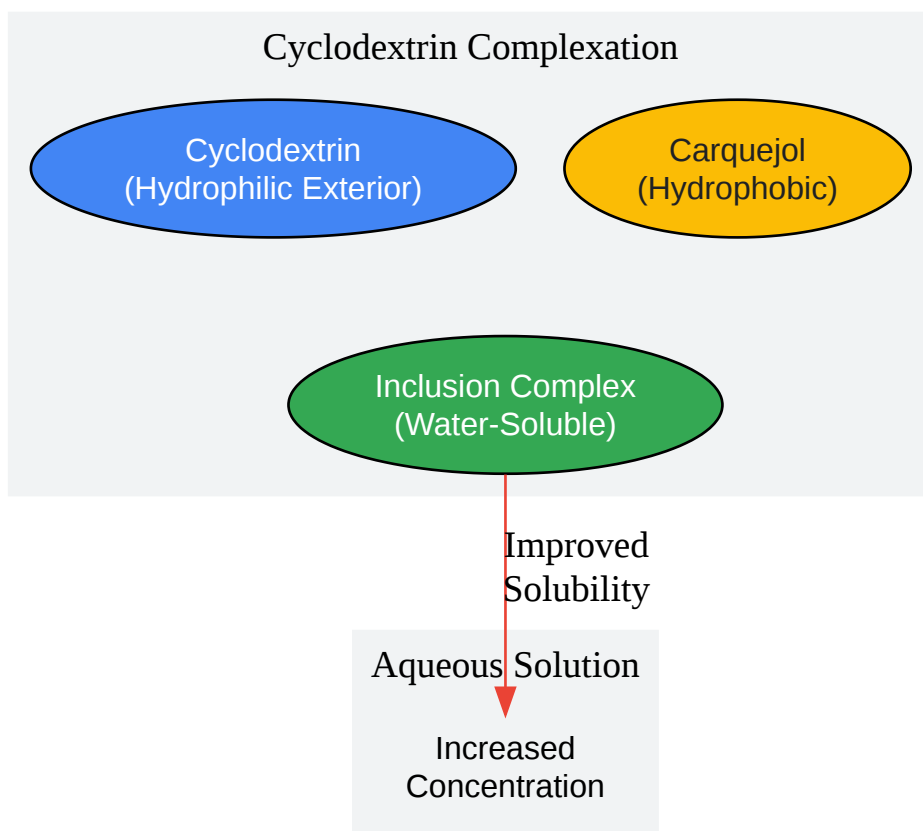 Cyclodextrin Complexation
Cyclodextrin
(Hydrophilic Exterior)
Carquejol
(Hydrophobic)
Inclusion Complex
(Water-Soluble)
Improved
Solubility
Aqueous Solution
Increased
Concentration